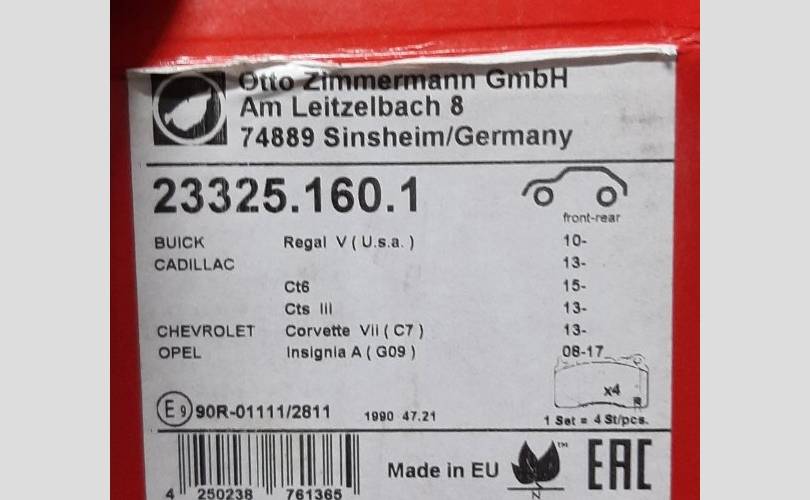 Otto Zimmermann GmbH
Am Leitzelbach 8
74889 Sinsheim/Germany
23325.160.1
front-rear
BUICK Regal V ( U.s.a. ) 10-
CADILLAC 13-
Ct6 15-
Cts III 13-
CHEVROLET Corvette VII ( C7 ) 13-
OPEL Insignia A ( G09 ) 08-17
x4
E9 90R-01111/2811 1990 47.21 1 Set = 4 St/pcs.
Made in EU TM EAC
4 250238 761365 N